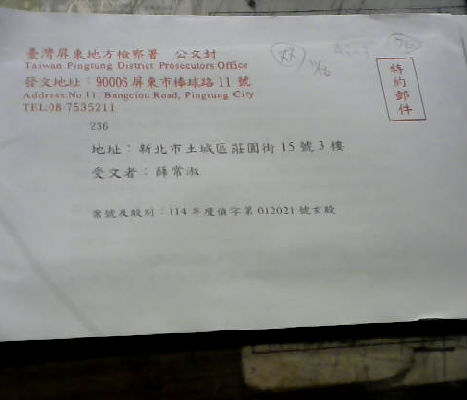 臺灣屏東地方檢察署 公文封
Taiwan Pingtung District Prosecutors Office
發文地址：90006屏東市棒球路11號
Address:No.11, Bangciou Road, Pingtung City
TEL:08 7535211
特約郵件
236
地址：新北市土城區莊園街15號3樓
受文者：薛常淑
案號及股別：114年度偵字第012021號玄股